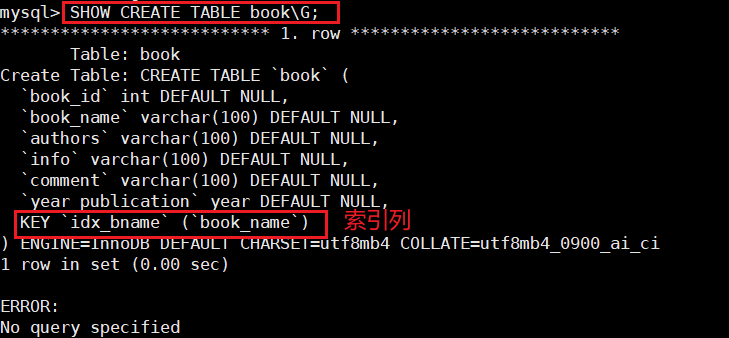 mysql> SHOW CREATE TABLE book\G;
*************************** 1. row ***************************
Table: book
Create Table: CREATE TABLE `book` (
`book_id` int DEFAULT NULL,
`book_name` varchar(100) DEFAULT NULL,
`authors` varchar(100) DEFAULT NULL,
`info` varchar(100) DEFAULT NULL,
`comment` varchar(100) DEFAULT NULL,
`year_publication` year DEFAULT NULL,
KEY `idx_bname` (`book_name`) 索引列
) ENGINE=InnoDB DEFAULT CHARSET=utf8mb4 COLLATE=utf8mb4_0900_ai_ci
1 row in set (0.00 sec)
ERROR:
No query specified